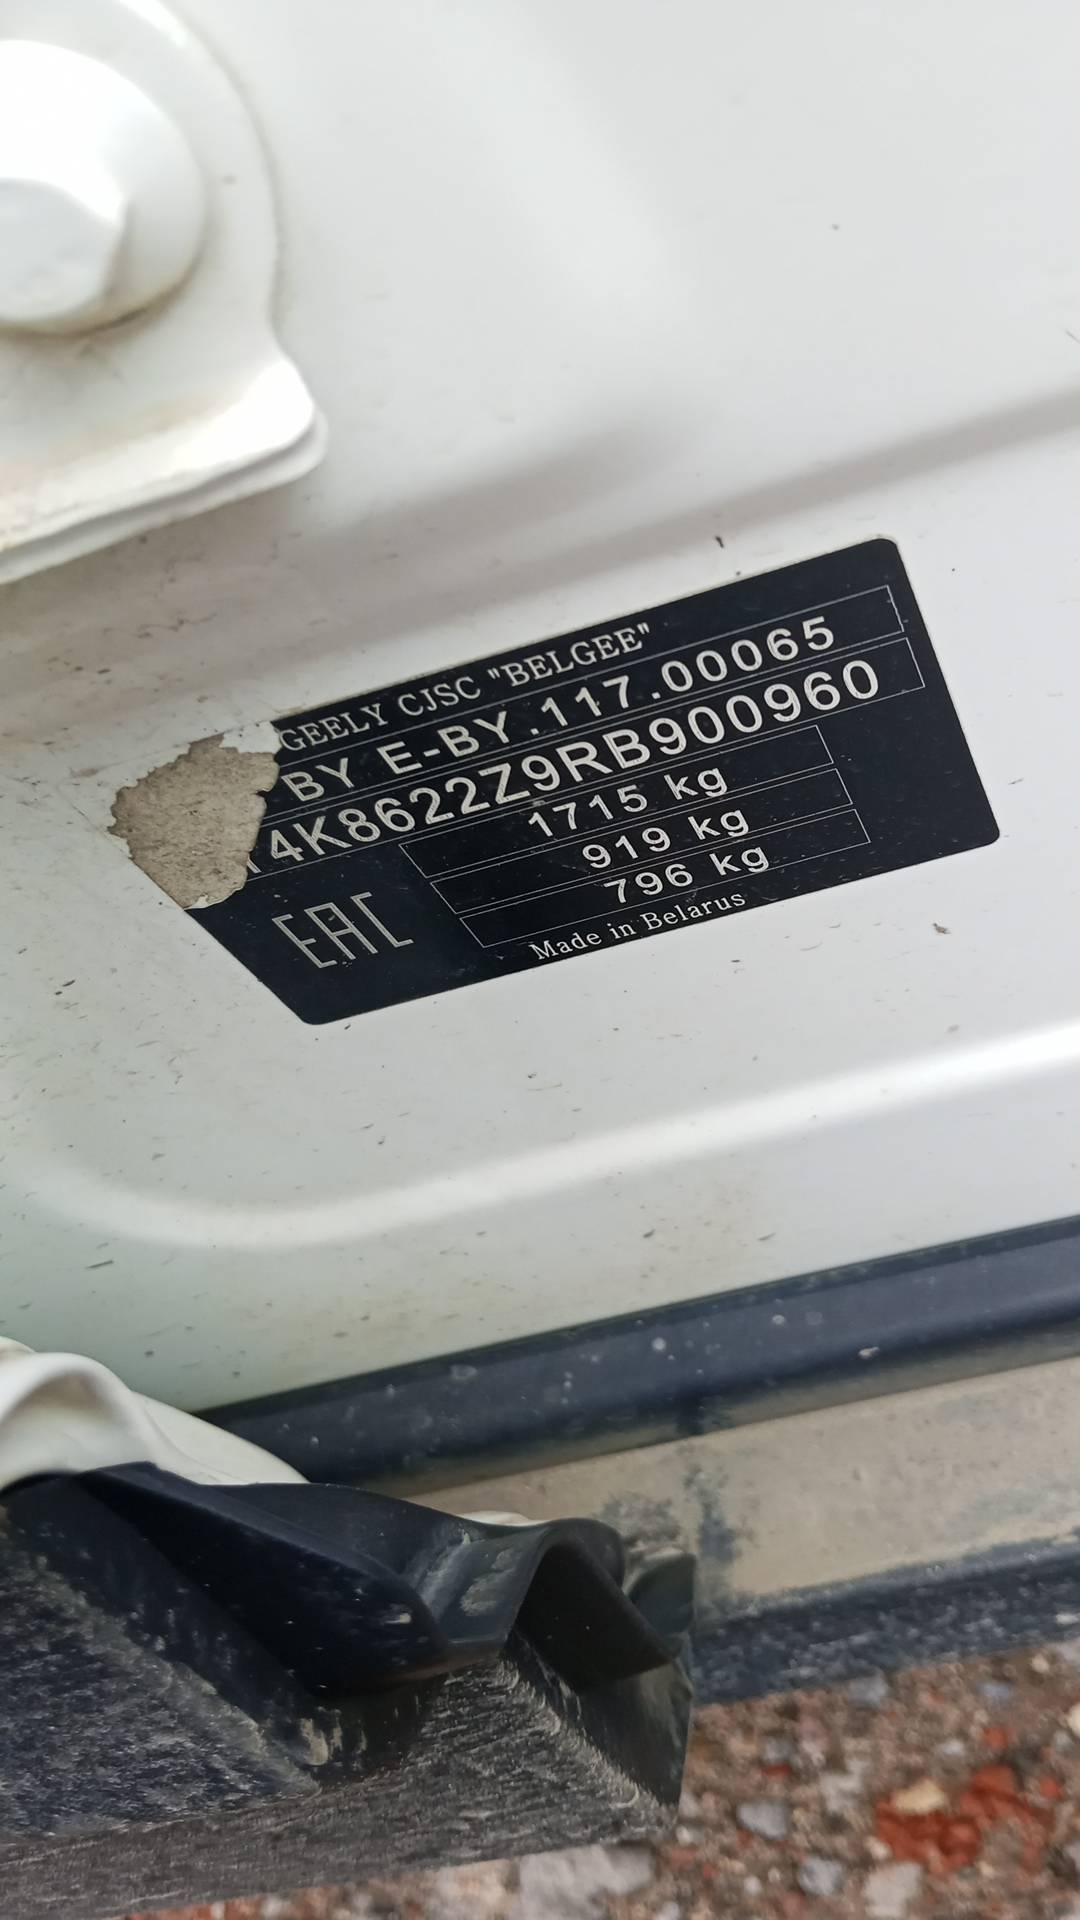 GEELY CJSC "BELGEE"
BY E-BY.117.00065
4K8622Z9RB900960
1715 kg
919 kg
796 kg
EAC
Made in Belarus